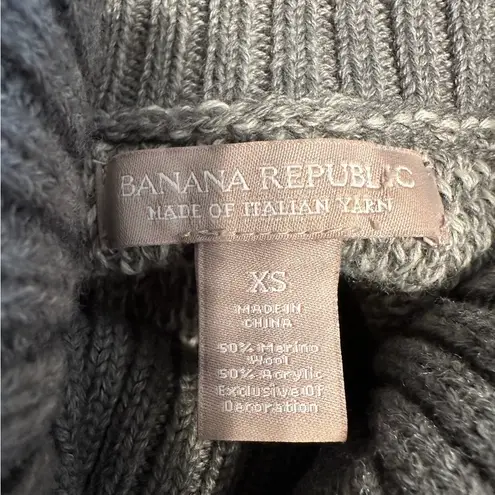 BANANA REPUBLIC
MADE OF ITALIAN YARN
XS
MADE IN
CHINA
50% Merino
Wool
50% Acrylic
Exclusive Of
Decoration